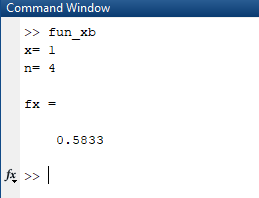 Command Window
>> fun_xb
x= 1
n= 4
fx =
0.5833
fx >>